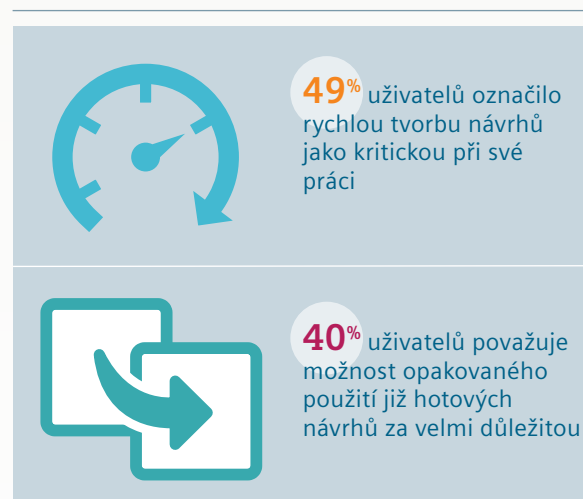 49% uživatelů označilo
rychlou tvorbu návrhů
jako kritickou při své
práci
40% uživatelů považuje
možnost opakovaného
použití již hotových
návrhů za velmi důležitou